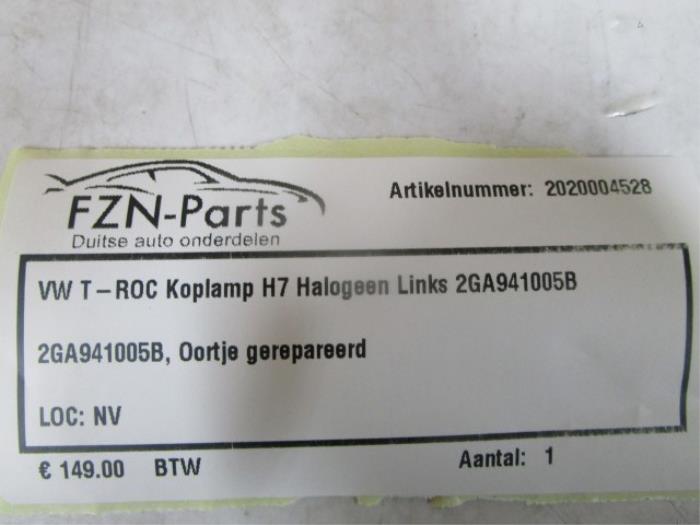 FZN-Parts
Duitse auto onderdelen
Artikelnummer: 2020004528
VW T-ROC Koplamp H7 Halogeen Links 2GA941005B
2GA941005B, Oortje gerepareerd
LOC: NV
€ 149.00 BTW Aantal: 1